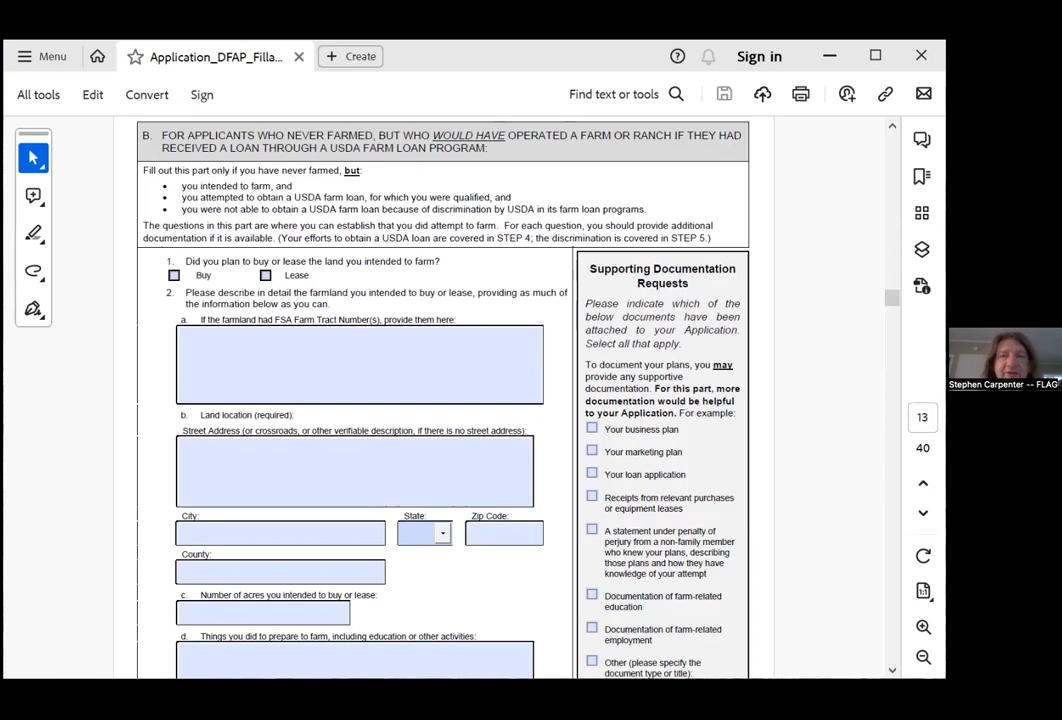 Menu
Application_DFAP_Filla...
Create
Sign in
All tools
Edit
Convert
Sign
Find text or tools
B. FOR APPLICANTS WHO NEVER FARMED, BUT WHO WOULD HAVE OPERATED A FARM OR RANCH IF THEY HAD
RECEIVED A LOAN THROUGH A USDA FARM LOAN PROGRAM:
Fill out this part only if you have never farmed, but:
• you intended to farm, and
• you attempted to obtain a USDA farm loan, for which you were qualified, and
• you were not able to obtain a USDA farm loan because of discrimination by USDA in its farm loan programs.
The questions in this part are where you can establish that you did attempt to farm. For each question, you should provide additional
documentation if it is available. (Your efforts to obtain a USDA loan are covered in STEP 4; the discrimination is covered in STEP 5.)
1. Did you plan to buy or lease the land you intended to farm?
Buy
Lease
2. Please describe in detail the farmland you intended to buy or lease, providing as much of
the information below as you can.
a. If the farmland had FSA Farm Tract Number(s), provide them here:
b. Land location (required):
Street Address (or crossroads, or other verifiable description, if there is no street address):
City:
State:
Zip Code:
County:
c. Number of acres you intended to buy or lease:
d. Things you did to prepare to farm, including education or other activities:
Supporting Documentation
Requests
Please indicate which of the
below documents have been
attached to your Application.
Select all that apply.
To document your plans, you may
provide any supportive
documentation. For this part, more
documentation would be helpful
to your Application. For example:
Your business plan
Your marketing plan
Your loan application
Receipts from relevant purchases
or equipment leases
A statement under penalty of
perjury from a non-family member
who knew your plans, describing
those plans and how they have
knowledge of your attempt
Documentation of farm-related
education
Documentation of farm-related
employment
Other (please specify the
document type or title):
13
40
1:1
Stephen Carpenter -- FLAG